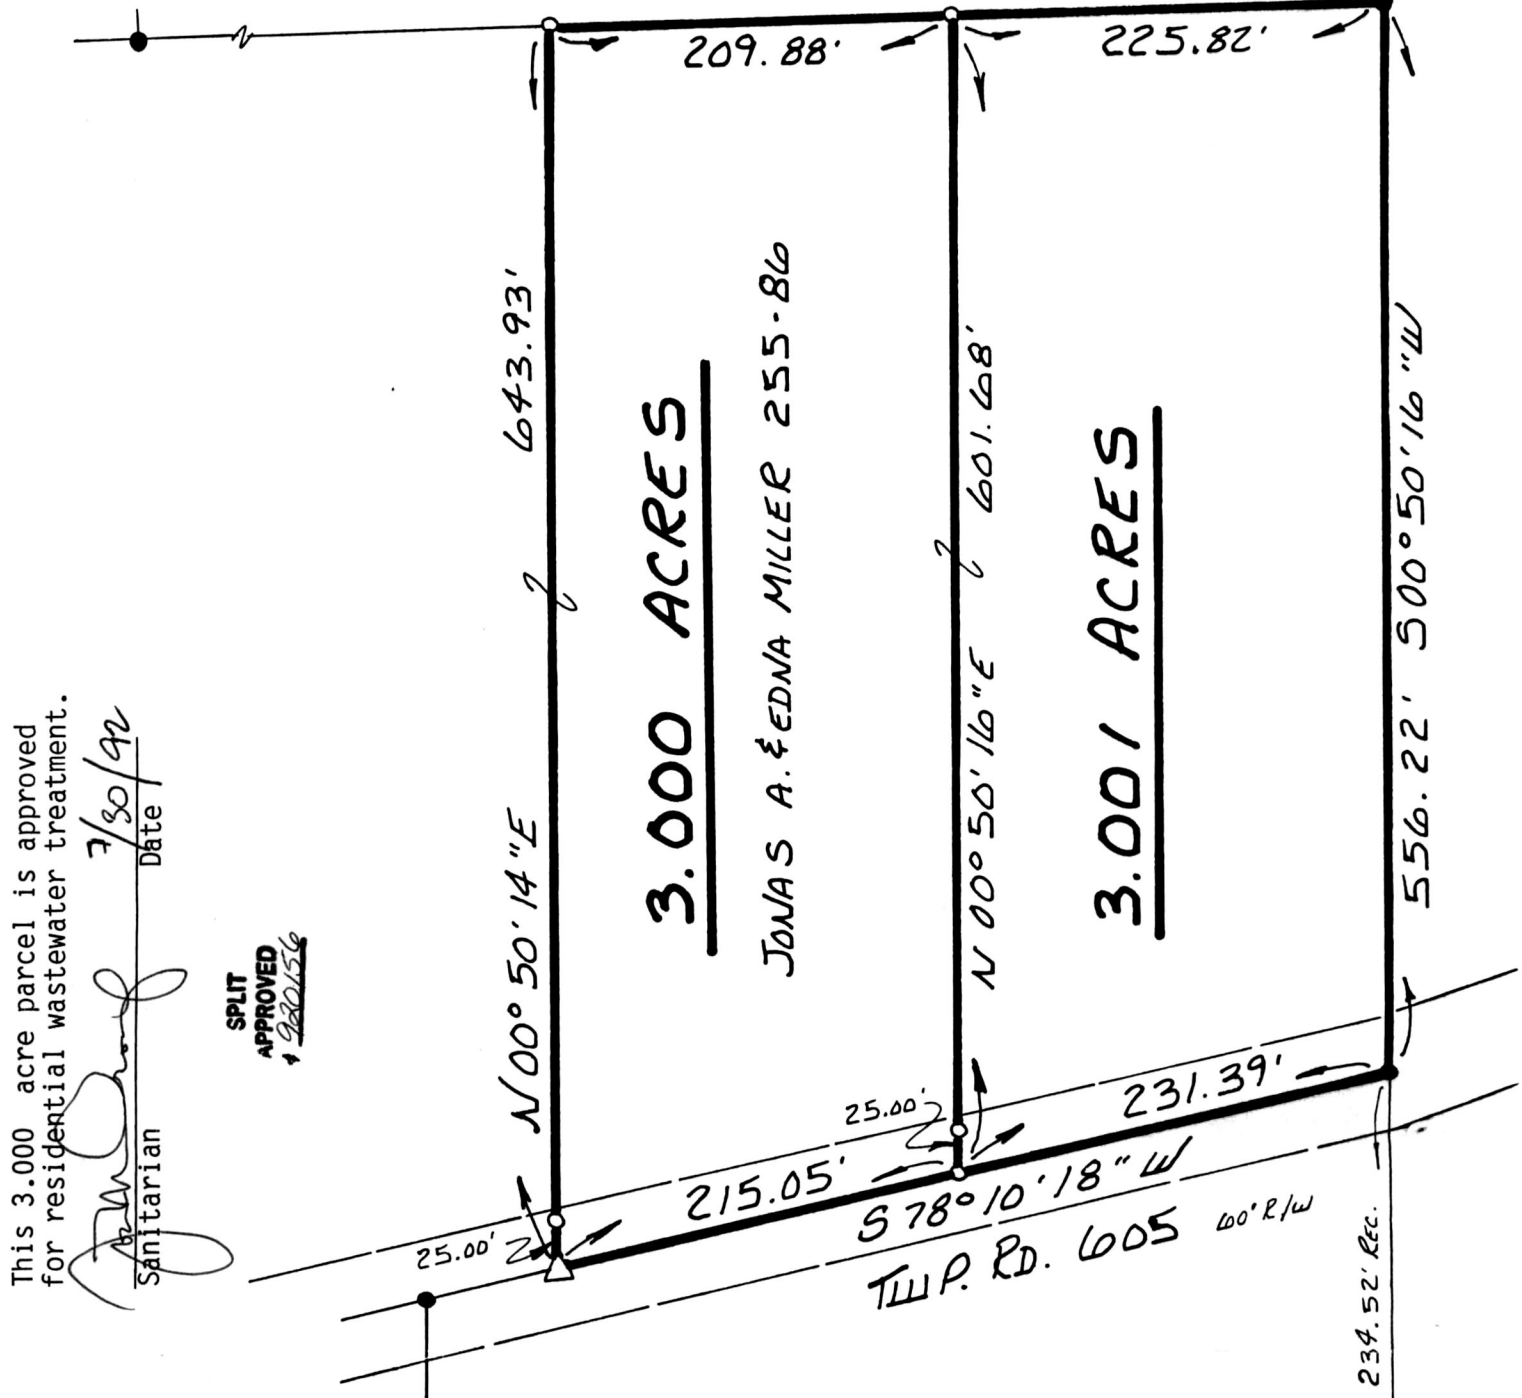 209.88'
225.82'
643.93'
N 00° 50' 14" E
3.000 ACRES
JONAS A. & EDNA MILLER 255-86
601.68'
N 00° 50' 16" E
3.001 ACRES
556.22' S 00° 50' 16" W
This 3.000 acre parcel is approved
for residential wastewater treatment.
7/30/92
Sanitarian Date
SPLIT
APPROVED
# 920156
25.00'
25.00'
215.05'
231.39'
S 78° 10' 18" W
TWP. RD. 605 60' R/W
234.52' REC.